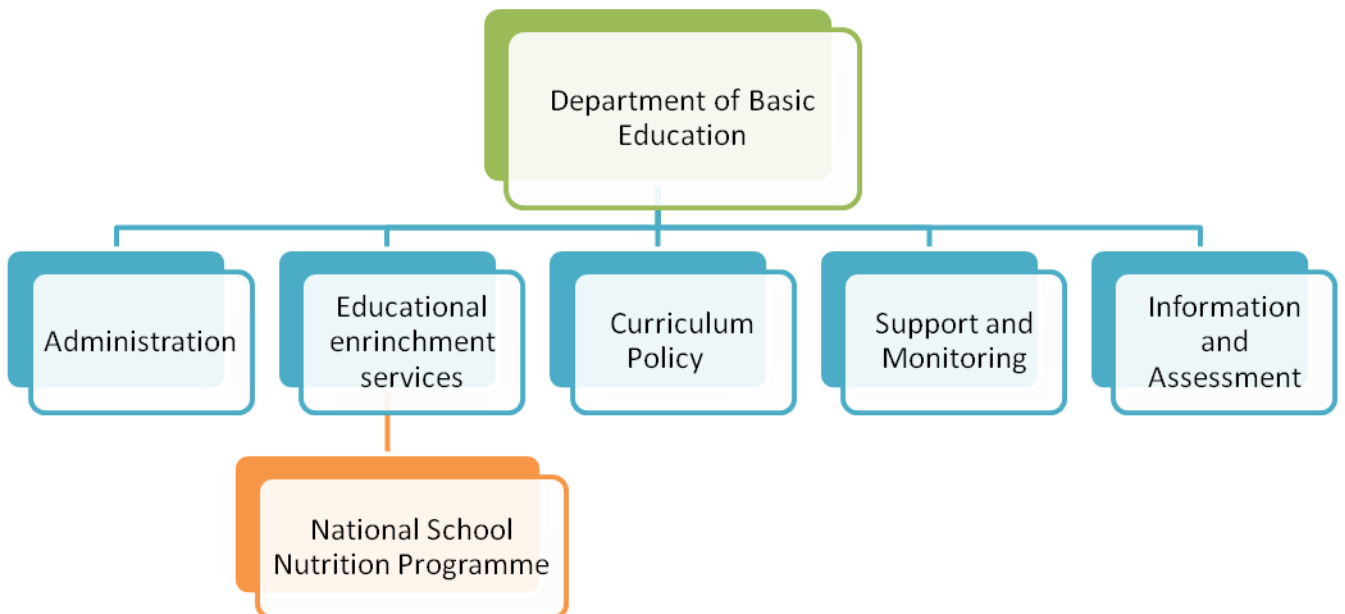 Department of Basic
Education
Administration
Educational
enrinchment
services
Curriculum
Policy
Support and
Monitoring
Information
and
Assessment
National School
Nutrition Programme